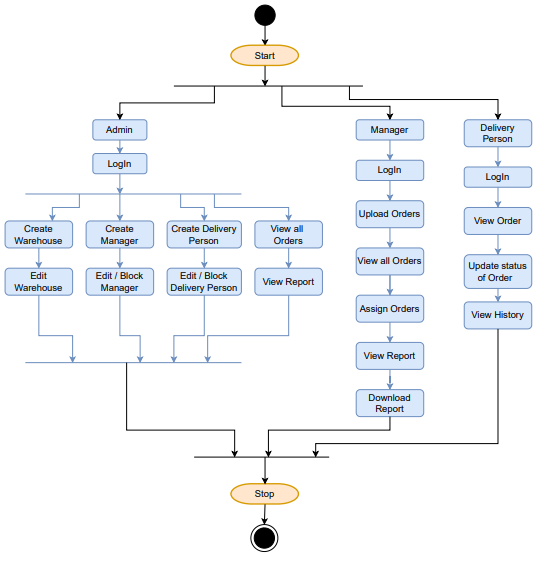 Start
Admin
LogIn
Create
Warehouse
Create
Manager
Create Delivery
Person
View all
Orders
Edit
Warehouse
Edit / Block
Manager
Edit / Block
Delivery Person
View Report
Manager
LogIn
Upload Orders
View all Orders
Assign Orders
View Report
Download
Report
Delivery
Person
LogIn
View Order
Update status
of Order
View History
Stop